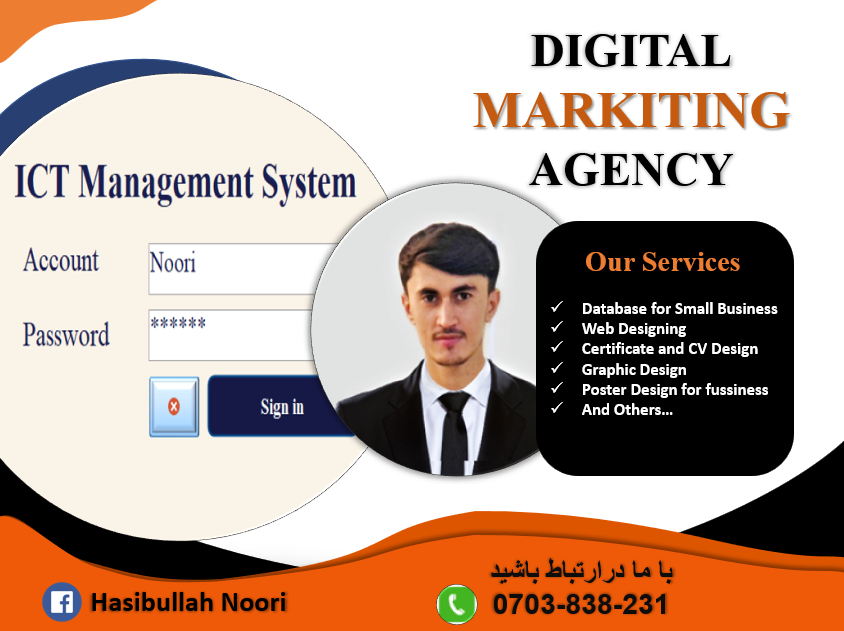 DIGITAL
MARKITING
AGENCY
ICT Management System
Account
Noori
Password
******
Sign in
Our Services
✓ Database for Small Business
✓ Web Designing
✓ Certificate and CV Design
✓ Graphic Design
✓ Poster Design for fussiness
✓ And Others...
با ما درارتباط باشید
Hasibullah Noori
0703-838-231